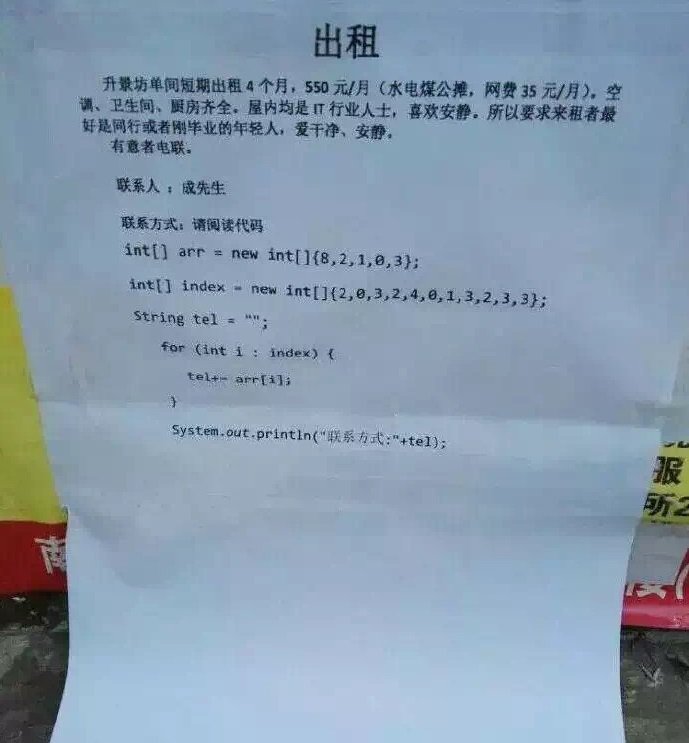 出租
升景坊单间短期出租 4 个月，550 元/月（水电煤公摊，网费 35 元/月）。空
调、卫生间、厨房齐全。屋内均是 IT 行业人士，喜欢安静。所以要求来租者最
好是同行或者刚毕业的年轻人，爱干净、安静。
有意者电联。
联系人 ：成先生
联系方式：请阅读代码
int[] arr = new int[]{8,2,1,0,3};
int[] index = new int[]{2,0,3,2,4,0,1,3,2,3,3};
String tel = "";
for (int i : index) {
tel+= arr[i];
}
System.out.println("联系方式:"+tel);
南
服
所2